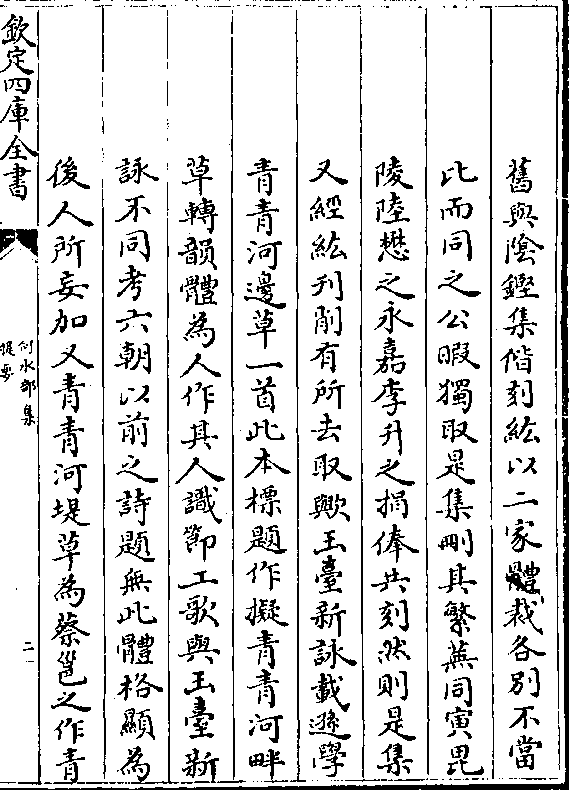 舊與陰鏗集偕刻紘以二家體裁各別不當
比而同之公暇獨取是集刪其繁蕪同寅毘
陵陸懋之永嘉李升之捐俸共刻然則是集
又經紘刋削有所去取歟玉臺新詠載遜學
青青河邊草一首此本標題作擬青青河畔
草轉韻體為人作其人識節工歌與玉臺新
詠不同考六朝以前之詩題無此體格顯為
後人所妄加又青青河堤草為蔡邕之作青
欽定四庫全書
何水部集
提要
二